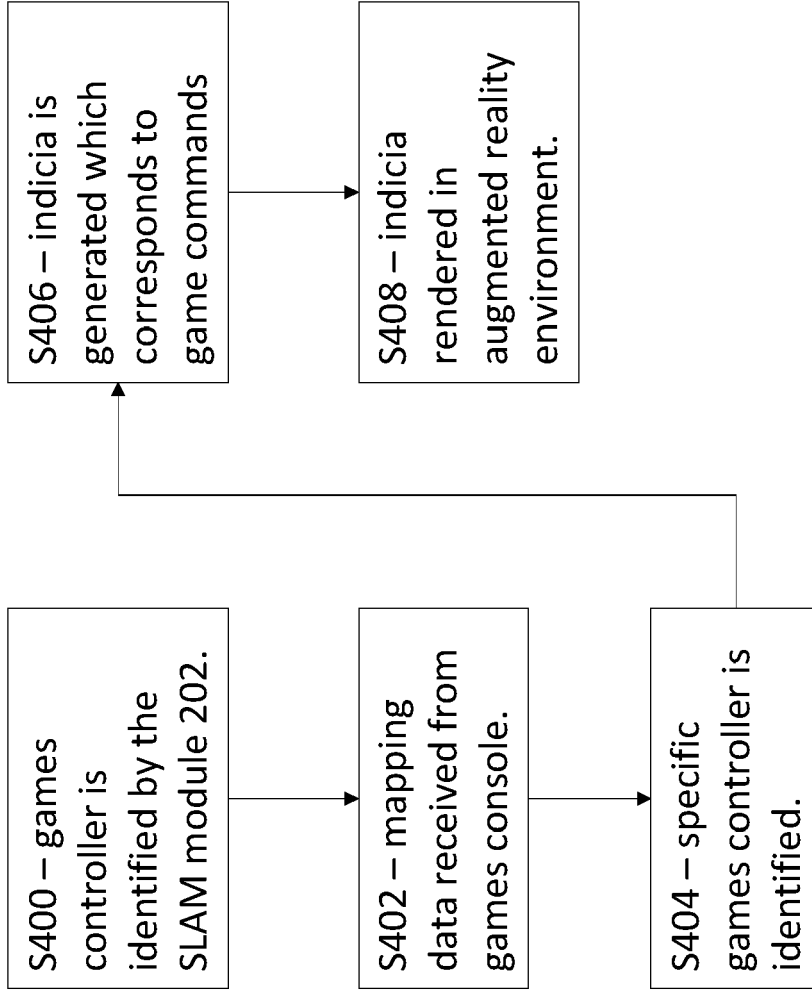 S400 – games
controller is
identified by the
SLAM module 202.
S402 – mapping
data received from
games console.
S404 – specific
games controller is
identified.
S406 – indicia is
generated which
corresponds to
game commands
S408 – indicia
rendered in
augmented reality
environment.